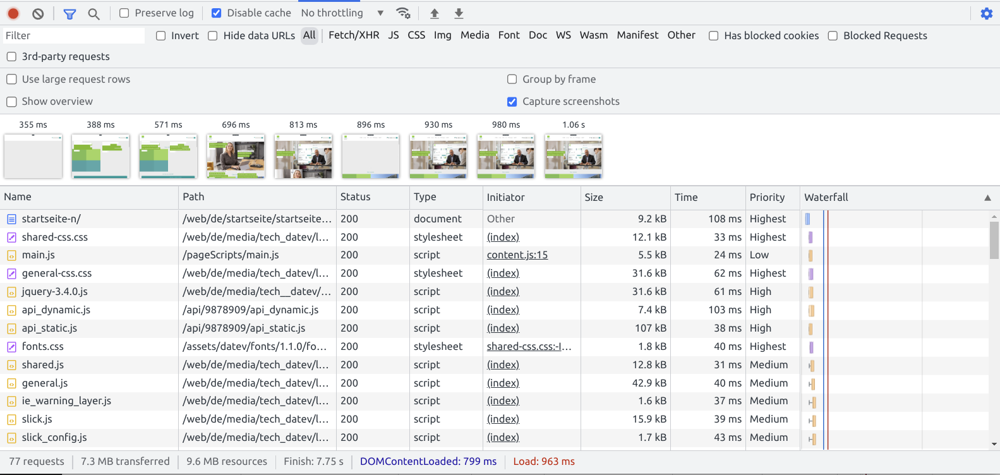 Preserve log Disable cache No throttling
Filter Invert Hide data URLs All Fetch/XHR JS CSS Img Media Font Doc WS Wasm Manifest Other Has blocked cookies Blocked Requests
3rd-party requests
Use large request rows Group by frame
Show overview Capture screenshots
355 ms 388 ms 571 ms 696 ms 813 ms 896 ms 930 ms 980 ms 1.06 s
Name Path Status Type Initiator Size Time Priority Waterfall
startseite-n/ /web/de/startseite/startseite... 200 document Other 9.2 kB 108 ms Highest
shared-css.css /web/de/media/tech_datev/l... 200 stylesheet (index) 12.1 kB 33 ms Highest
main.js /pageScripts/main.js 200 script content.js:15 5.5 kB 24 ms Low
general-css.css /web/de/media/tech_datev/l... 200 stylesheet (index) 31.6 kB 62 ms Highest
jquery-3.4.0.js /web/de/media/tech__datev/... 200 script (index) 31.6 kB 61 ms High
api_dynamic.js /api/9878909/api_dynamic.js 200 script (index) 7.4 kB 103 ms High
api_static.js /api/9878909/api_static.js 200 script (index) 107 kB 38 ms High
fonts.css /assets/datev/fonts/1.1.0/fo... 200 stylesheet shared-css.css:-I... 1.8 kB 40 ms Highest
shared.js /web/de/media/tech_datev/l... 200 script (index) 12.8 kB 31 ms Medium
general.js /web/de/media/tech_datev/l... 200 script (index) 42.9 kB 40 ms Medium
ie_warning_layer.js /web/de/media/tech_datev/l... 200 script (index) 1.6 kB 37 ms Medium
slick.js /web/de/media/tech_datev/l... 200 script (index) 15.9 kB 39 ms Medium
slick_config.js /web/de/media/tech_datev/l... 200 script (index) 1.7 kB 43 ms Medium
77 requests 7.3 MB transferred 9.6 MB resources Finish: 7.75 s DOMContentLoaded: 799 ms Load: 963 ms